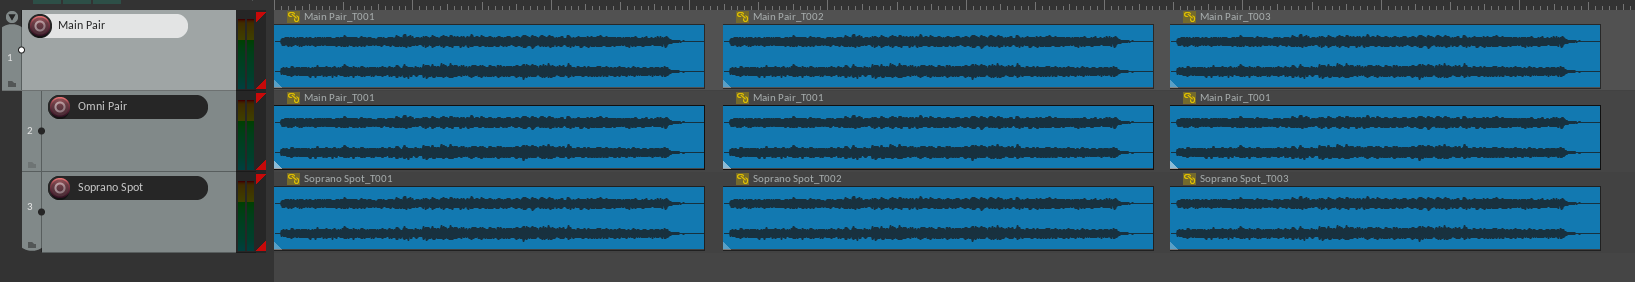 Main Pair
Main Pair_T001
Main Pair_T002
Main Pair_T003
1
Omni Pair
Main Pair_T001
Main Pair_T001
Main Pair_T001
2
Soprano Spot
Soprano Spot_T001
Soprano Spot_T002
Soprano Spot_T003
3